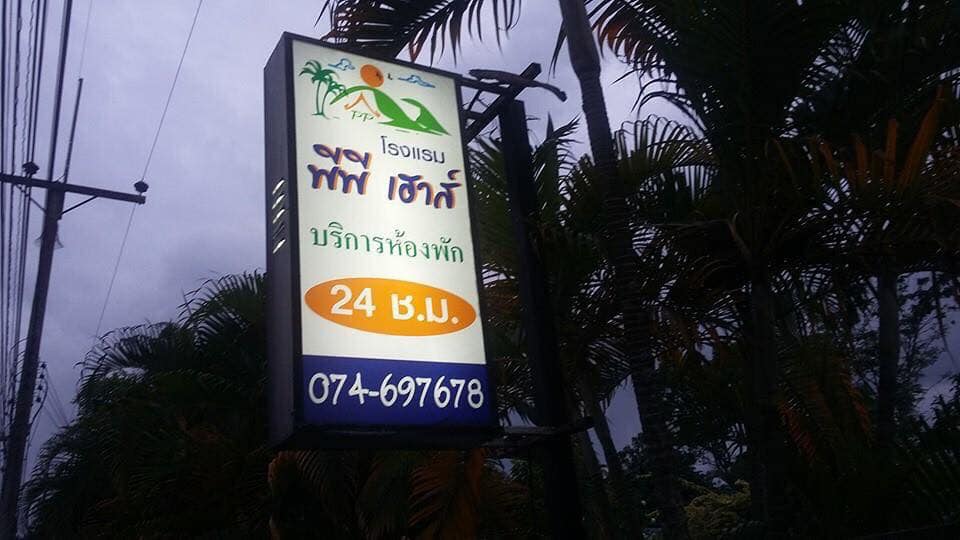 PP
โรงแรม
พีพี เฮาส์
บริการห้องพัก
24 ช.ม.
074-697678